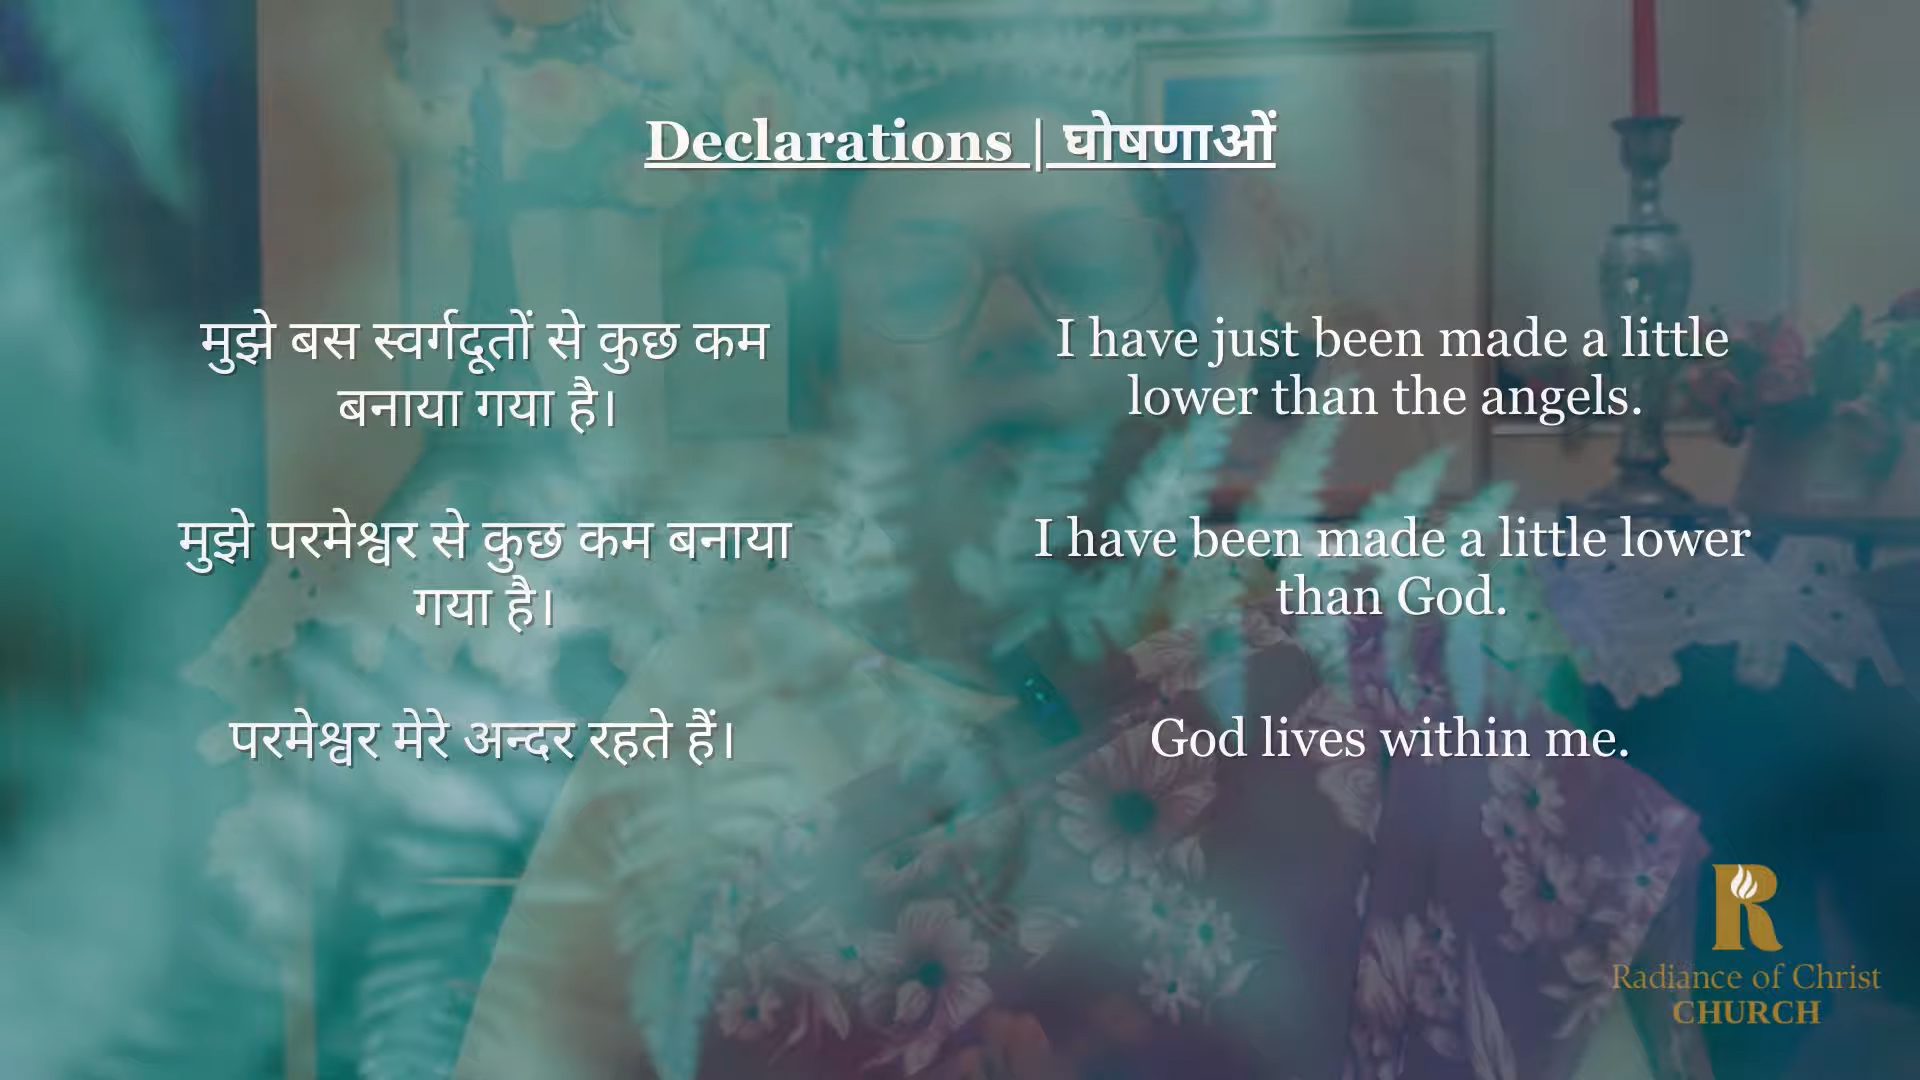 Declarations | घोषणाओं
मुझे बस स्वर्गदूतों से कुछ कम
बनाया गया है।
मुझे परमेश्वर से कुछ कम बनाया
गया है।
परमेश्वर मेरे अन्दर रहते हैं।
I have just been made a little
lower than the angels.
I have been made a little lower
than God.
God lives within me.
R
Radiance of Christ
CHURCH